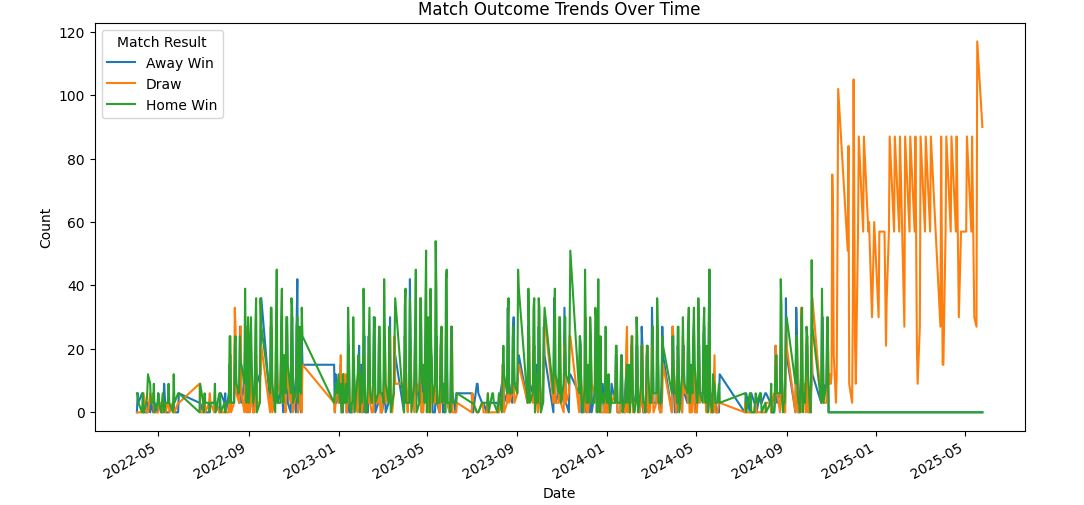 Match Outcome Trends Over Time
120
100
80
60
40
20
0
Count
Match Result
Away Win
Draw
Home Win
2022-05
2022-09
2023-01
2023-05
2023-09
2024-01
2024-05
2024-09
2025-01
2025-05
Date